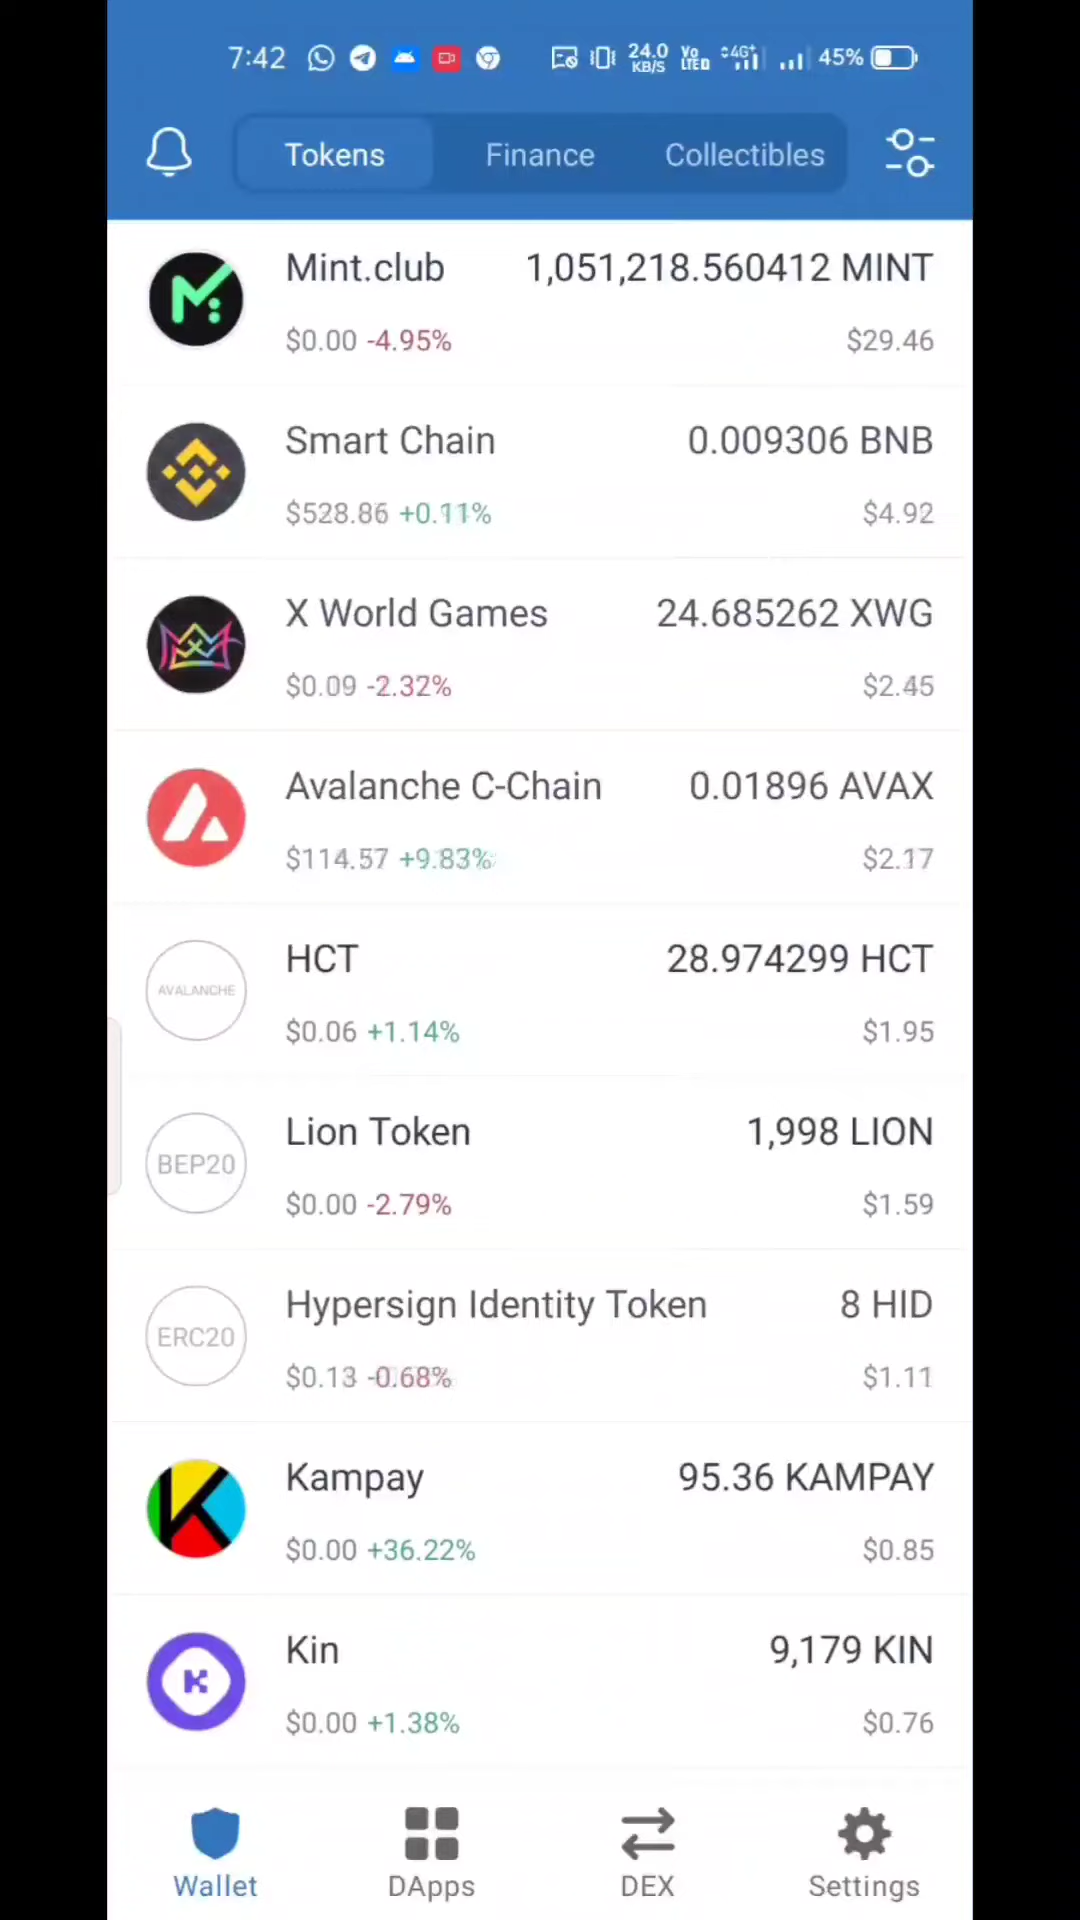 7:42 24.0 KB/S Vo LTED 4G+ 45%
Tokens Finance Collectibles
Mint.club 1,051,218.560412 MINT
$0.00 -4.95% $29.46
Smart Chain 0.009306 BNB
$528.86 +0.11% $4.92
X World Games 24.685262 XWG
$0.09 -2.32% $2.45
Avalanche C-Chain 0.01896 AVAX
$114.57 +9.83% $2.17
AVALANCHE HCT 28.974299 HCT
$0.06 +1.14% $1.95
BEP20 Lion Token 1,998 LION
$0.00 -2.79% $1.59
ERC20 Hypersign Identity Token 8 HID
$0.13 -0.68% $1.11
Kampay 95.36 KAMPAY
$0.00 +36.22% $0.85
Kin 9,179 KIN
$0.00 +1.38% $0.76
Wallet DApps DEX Settings